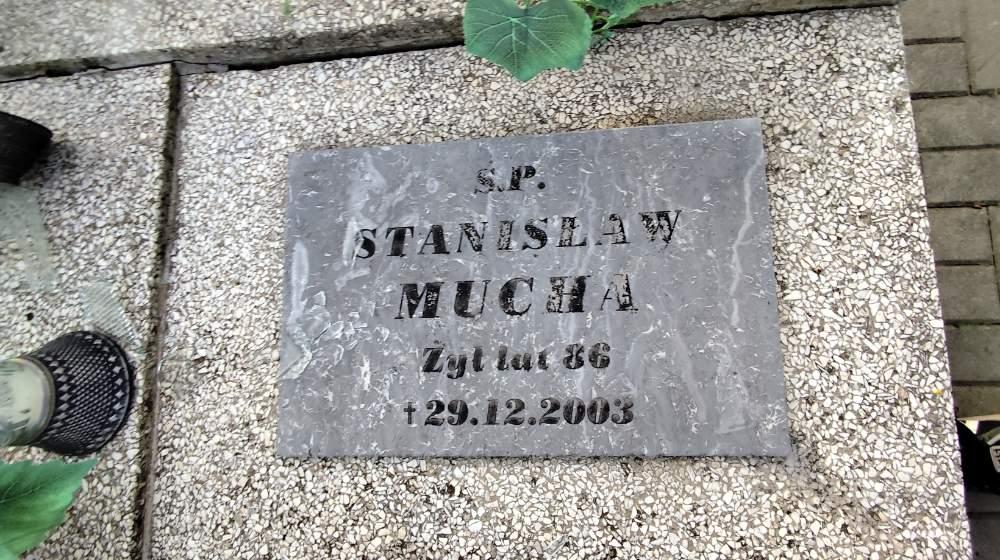 Ś.P.
STANISŁAW
MUCHA
Żył lat 86
†29.12.2003